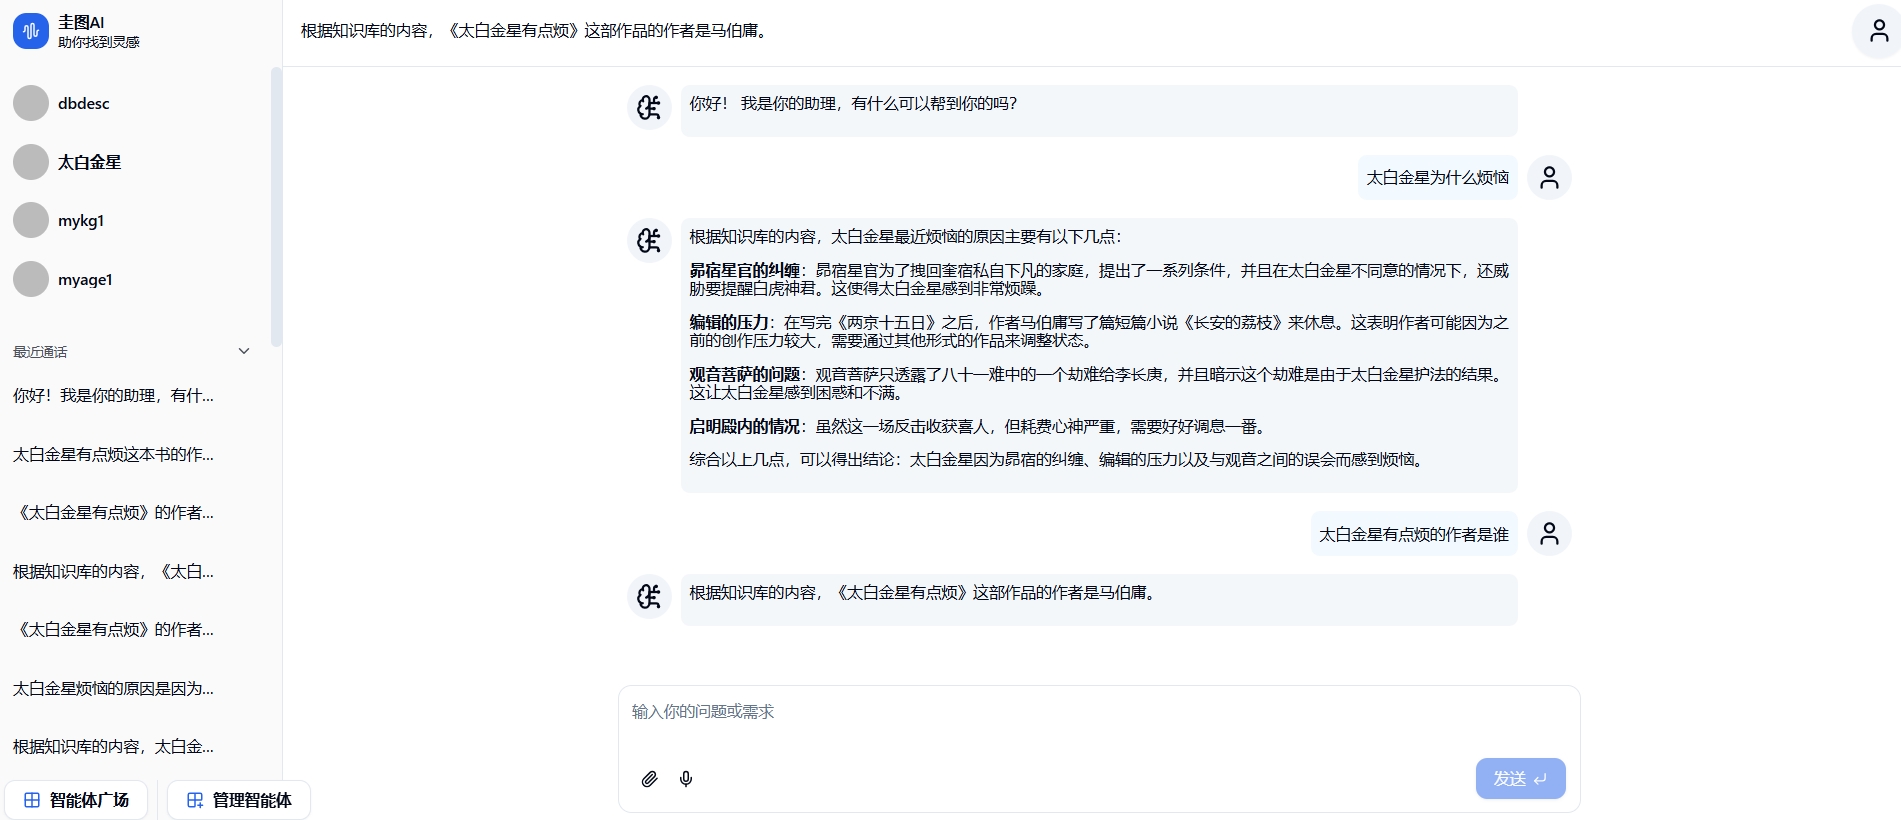 圭图AI
助你找到灵感
dbdesc
太白金星
mykg1
myage1
最近通话
你好！我是你的助理，有什...
太白金星有点烦这本书的作...
《太白金星有点烦》的作者...
根据知识库的内容，《太白...
《太白金星有点烦》的作者...
太白金星烦恼的原因是因为...
根据知识库的内容，太白金...
智能体广场
管理智能体
根据知识库的内容，《太白金星有点烦》这部作品的作者是马伯庸。
你好！ 我是你的助理，有什么可以帮到你的吗？
太白金星为什么烦恼
根据知识库的内容，太白金星最近烦恼的原因主要有以下几点：
昴宿星官的纠缠：昴宿星官为了拽回奎宿私自下凡的家庭，提出了一系列条件，并且在太白金星不同意的情况下，还威
胁要提醒白虎神君。这使得太白金星感到非常烦躁。
编辑的压力：在写完《两京十五日》之后，作者马伯庸写了篇短篇小说《长安的荔枝》来休息。这表明作者可能因为之
前的创作压力较大，需要通过其他形式的作品来调整状态。
观音菩萨的问题：观音菩萨只透露了八十一难中的一个劫难给李长庚，并且暗示这个劫难是由于太白金星护法的结果。
这让太白金星感到困惑和不满。
启明殿内的情况：虽然这一场反击收获喜人，但耗费心神严重，需要好好调息一番。
综合以上几点，可以得出结论：太白金星因为昴宿的纠缠、编辑的压力以及与观音之间的误会而感到烦恼。
太白金星有点烦的作者是谁
根据知识库的内容，《太白金星有点烦》这部作品的作者是马伯庸。
输入你的问题或需求
发送